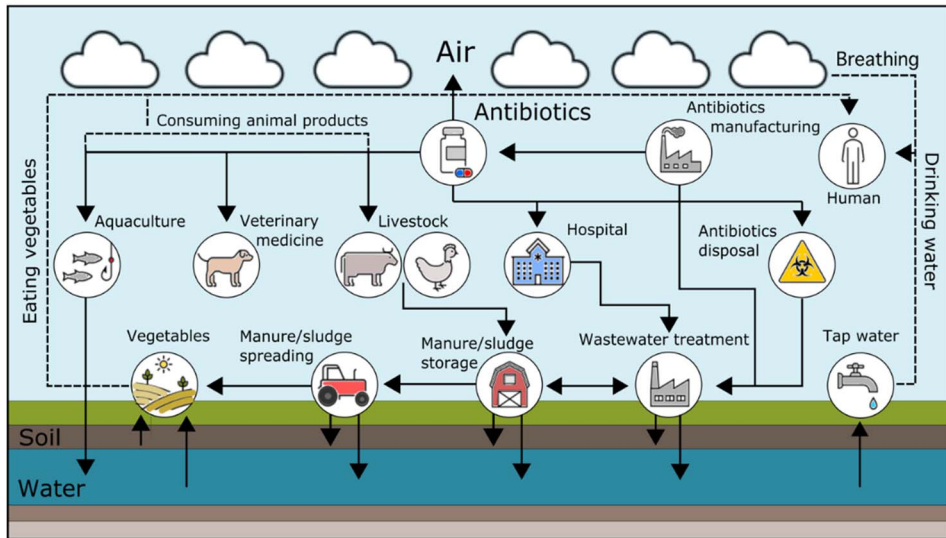 Air
Breathing
Antibiotics
Consuming animal products
Antibiotics
manufacturing
Eating vegetables
Drinking water
Human
Aquaculture
Veterinary
medicine
Livestock
Hospital
Antibiotics
disposal
Vegetables
Manure/sludge
spreading
Manure/sludge
storage
Wastewater treatment
Tap water
Soil
Water